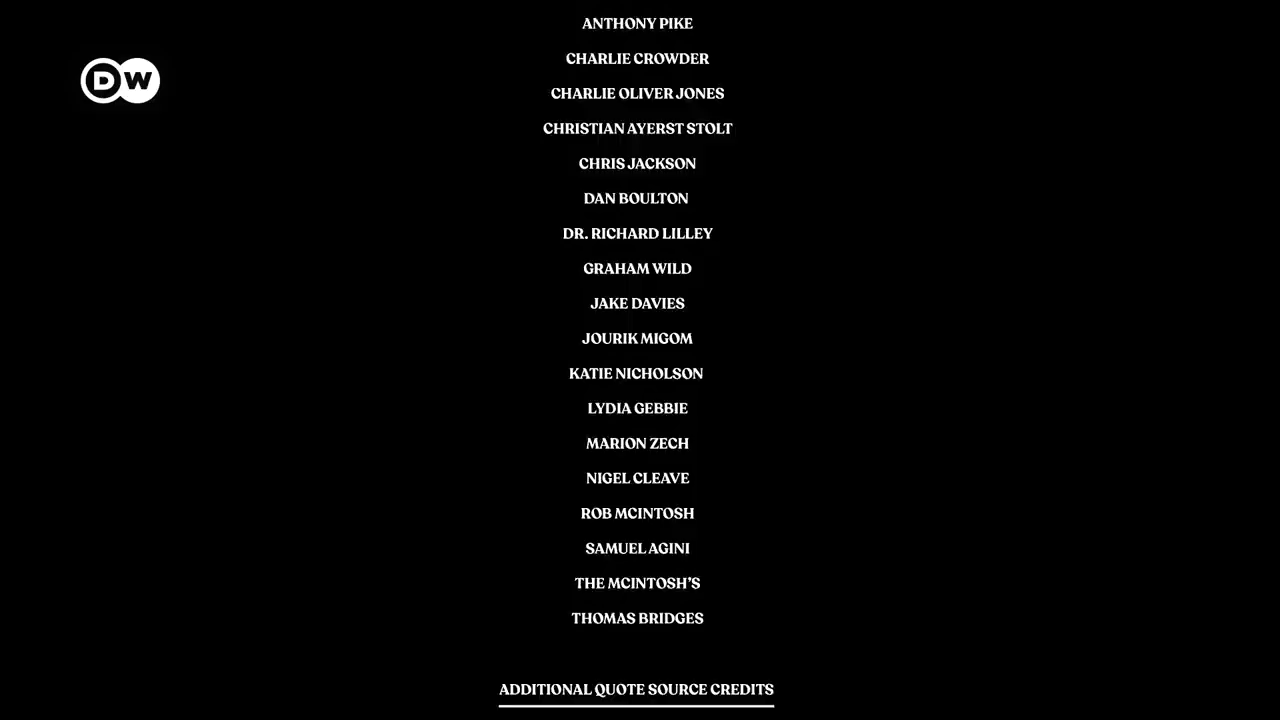 ANTHONY PIKE
DW
CHARLIE CROWDER
CHARLIE OLIVER JONES
CHRISTIAN AYERST STOLT
CHRIS JACKSON
DAN BOULTON
DR. RICHARD LILLEY
GRAHAM WILD
JAKE DAVIES
JOURIK MIGOM
KATIE NICHOLSON
LYDIA GEBBIE
MARION ZECH
NIGEL CLEAVE
ROB MCINTOSH
SAMUEL AGINI
THE MCINTOSH'S
THOMAS BRIDGES
ADDITIONAL QUOTE SOURCE CREDITS